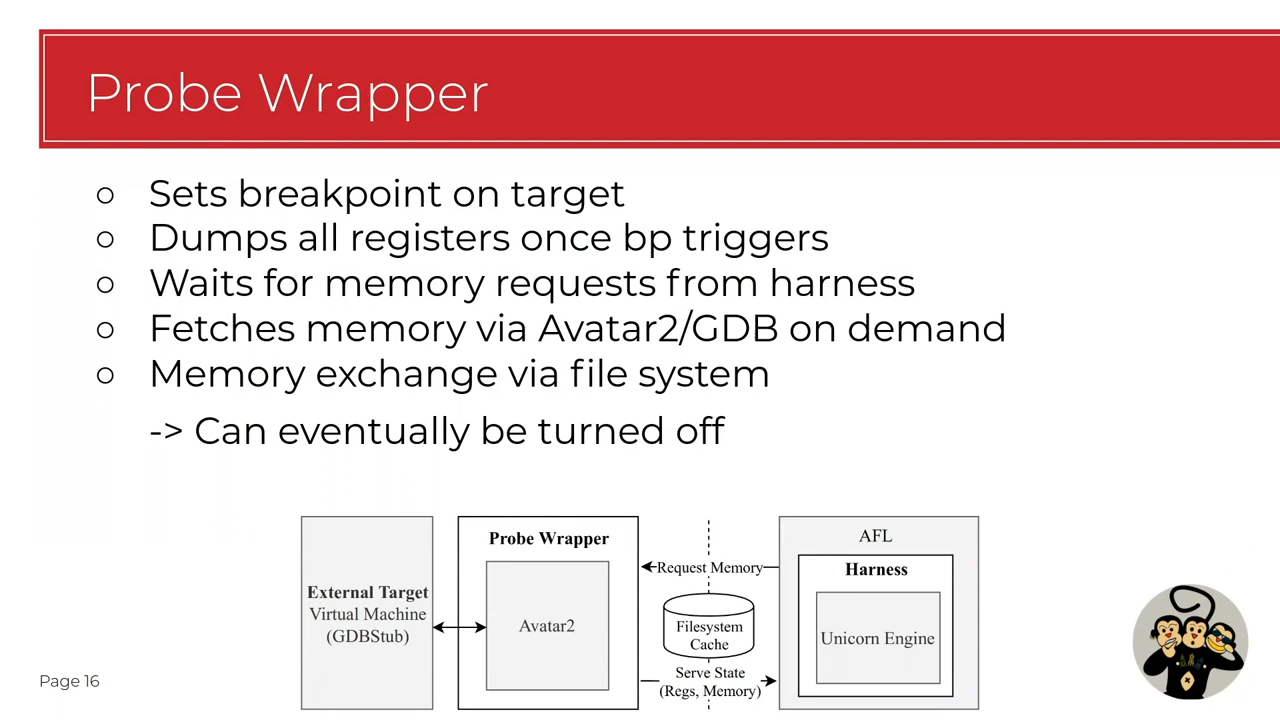 Probe Wrapper
○ Sets breakpoint on target
○ Dumps all registers once bp triggers
○ Waits for memory requests from harness
○ Fetches memory via Avatar2/GDB on demand
○ Memory exchange via file system
-> Can eventually be turned off
External Target
Virtual Machine
(GDBStub)
Probe Wrapper
Avatar2
Request Memory
Filesystem
Cache
Serve State
(Regs, Memory)
AFL
Harness
Unicorn Engine
Page 16